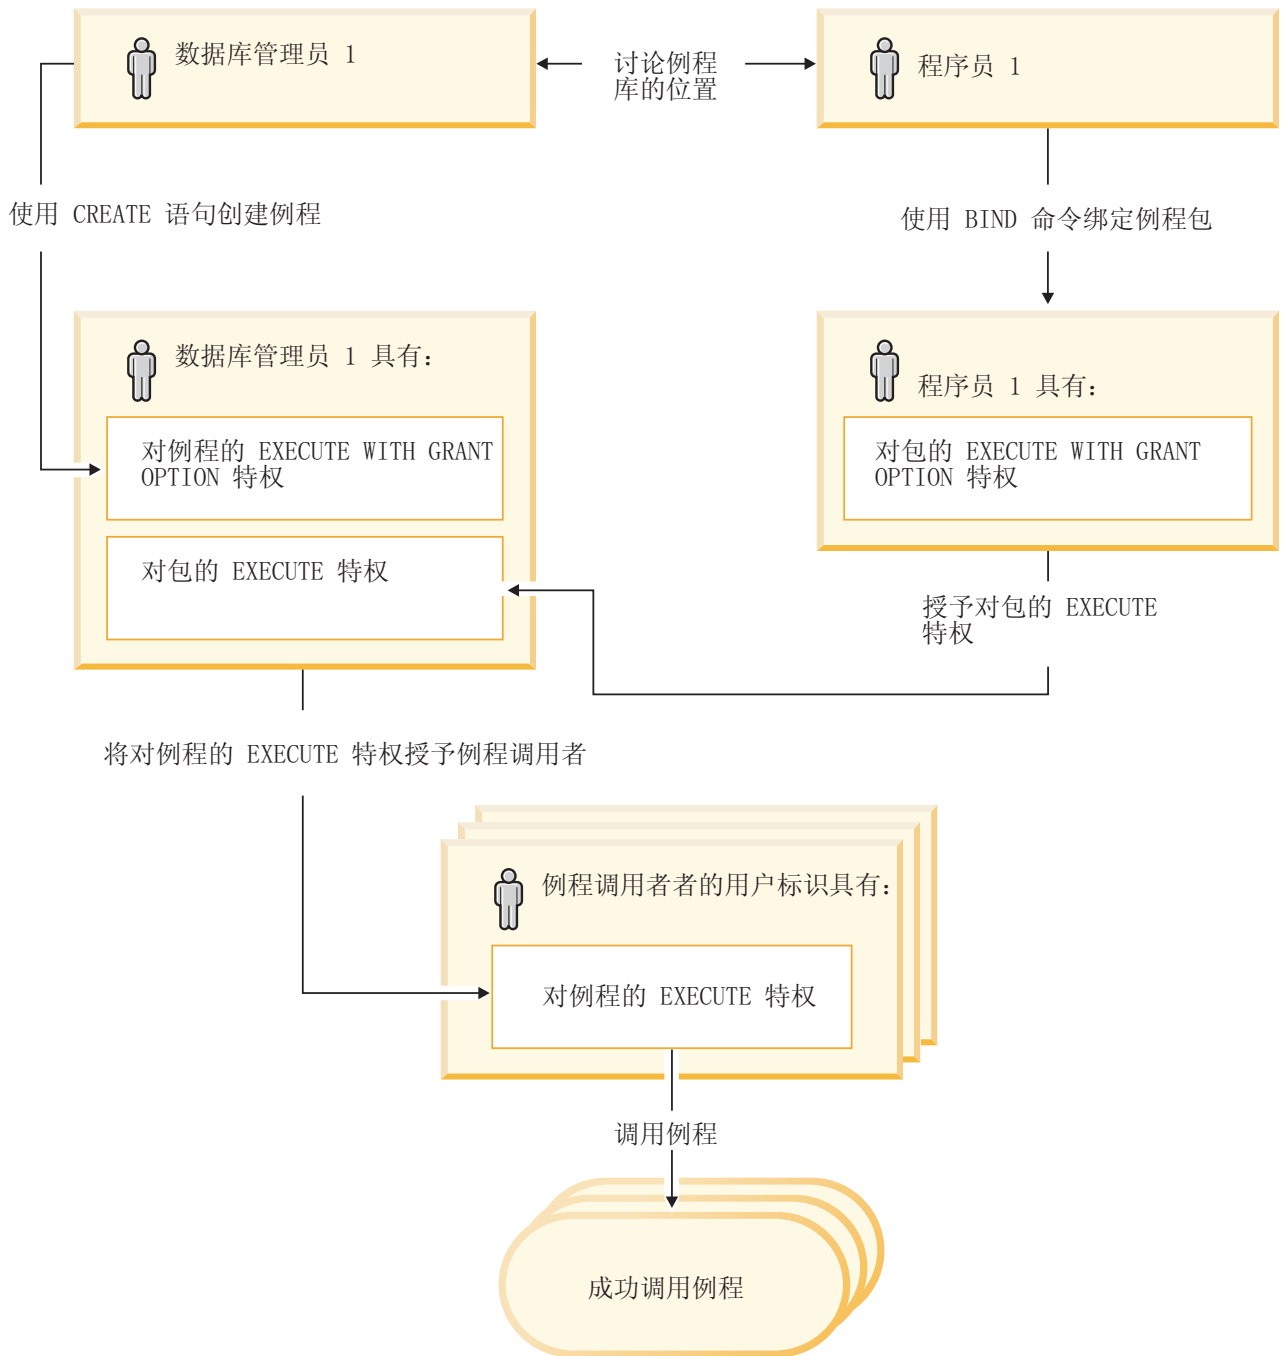 数据库管理员 1
讨论例程
库的位置
程序员 1
使用 CREATE 语句创建例程
使用 BIND 命令绑定例程包
数据库管理员 1 具有：
对例程的 EXECUTE WITH GRANT
OPTION 特权
对包的 EXECUTE 特权
程序员 1 具有：
对包的 EXECUTE WITH GRANT
OPTION 特权
授予对包的 EXECUTE
特权
将对例程的 EXECUTE 特权授予例程调用者
例程调用者者的用户标识具有：
对例程的 EXECUTE 特权
调用例程
成功调用例程